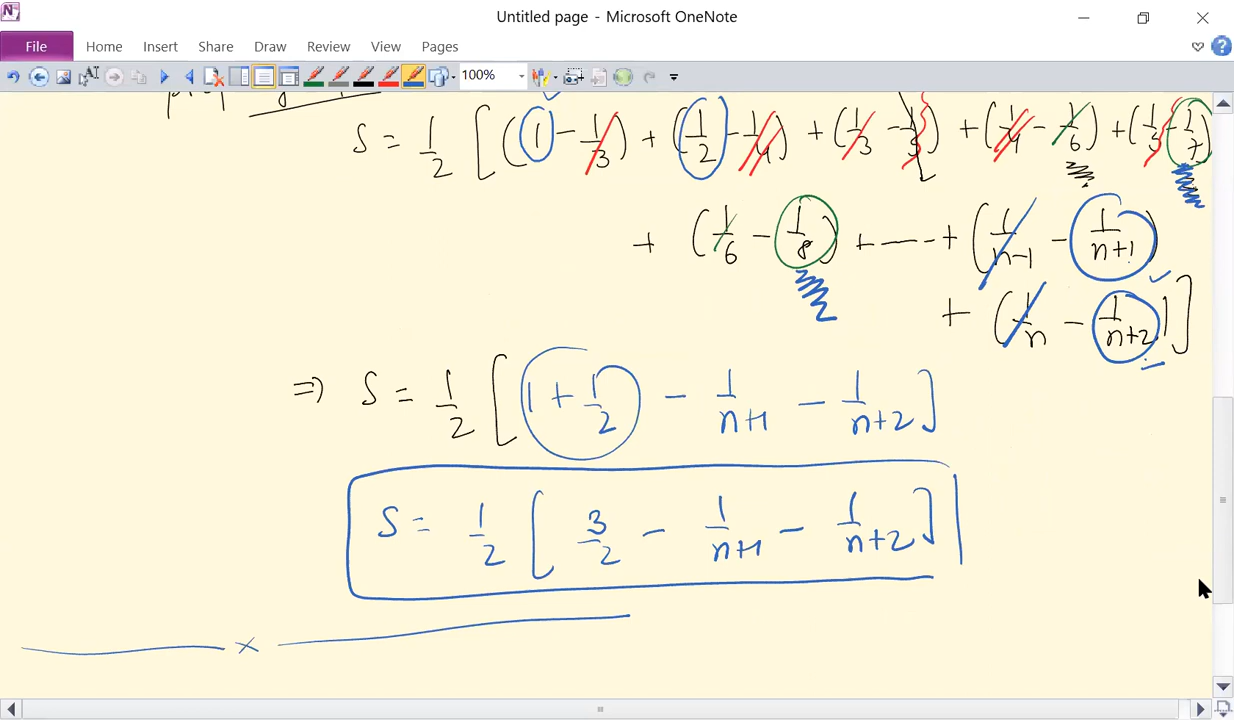 Untitled page - Microsoft OneNote
File Home Insert Share Draw Review View Pages
100%
S = 1/2 [(1 - 1/3) + (1/2 - 1/4) + (1/3 - 1/5) + (1/4 - 1/6) + (1/5 - 1/7)
+ (1/6 - 1/8) + ---- + (1/n-1 - 1/n+1)
+ (1/n - 1/n+2)]
⇒ S = 1/2 [1 + 1/2 - 1/n+1 - 1/n+2]
S = 1/2 [3/2 - 1/n+1 - 1/n+2]
×